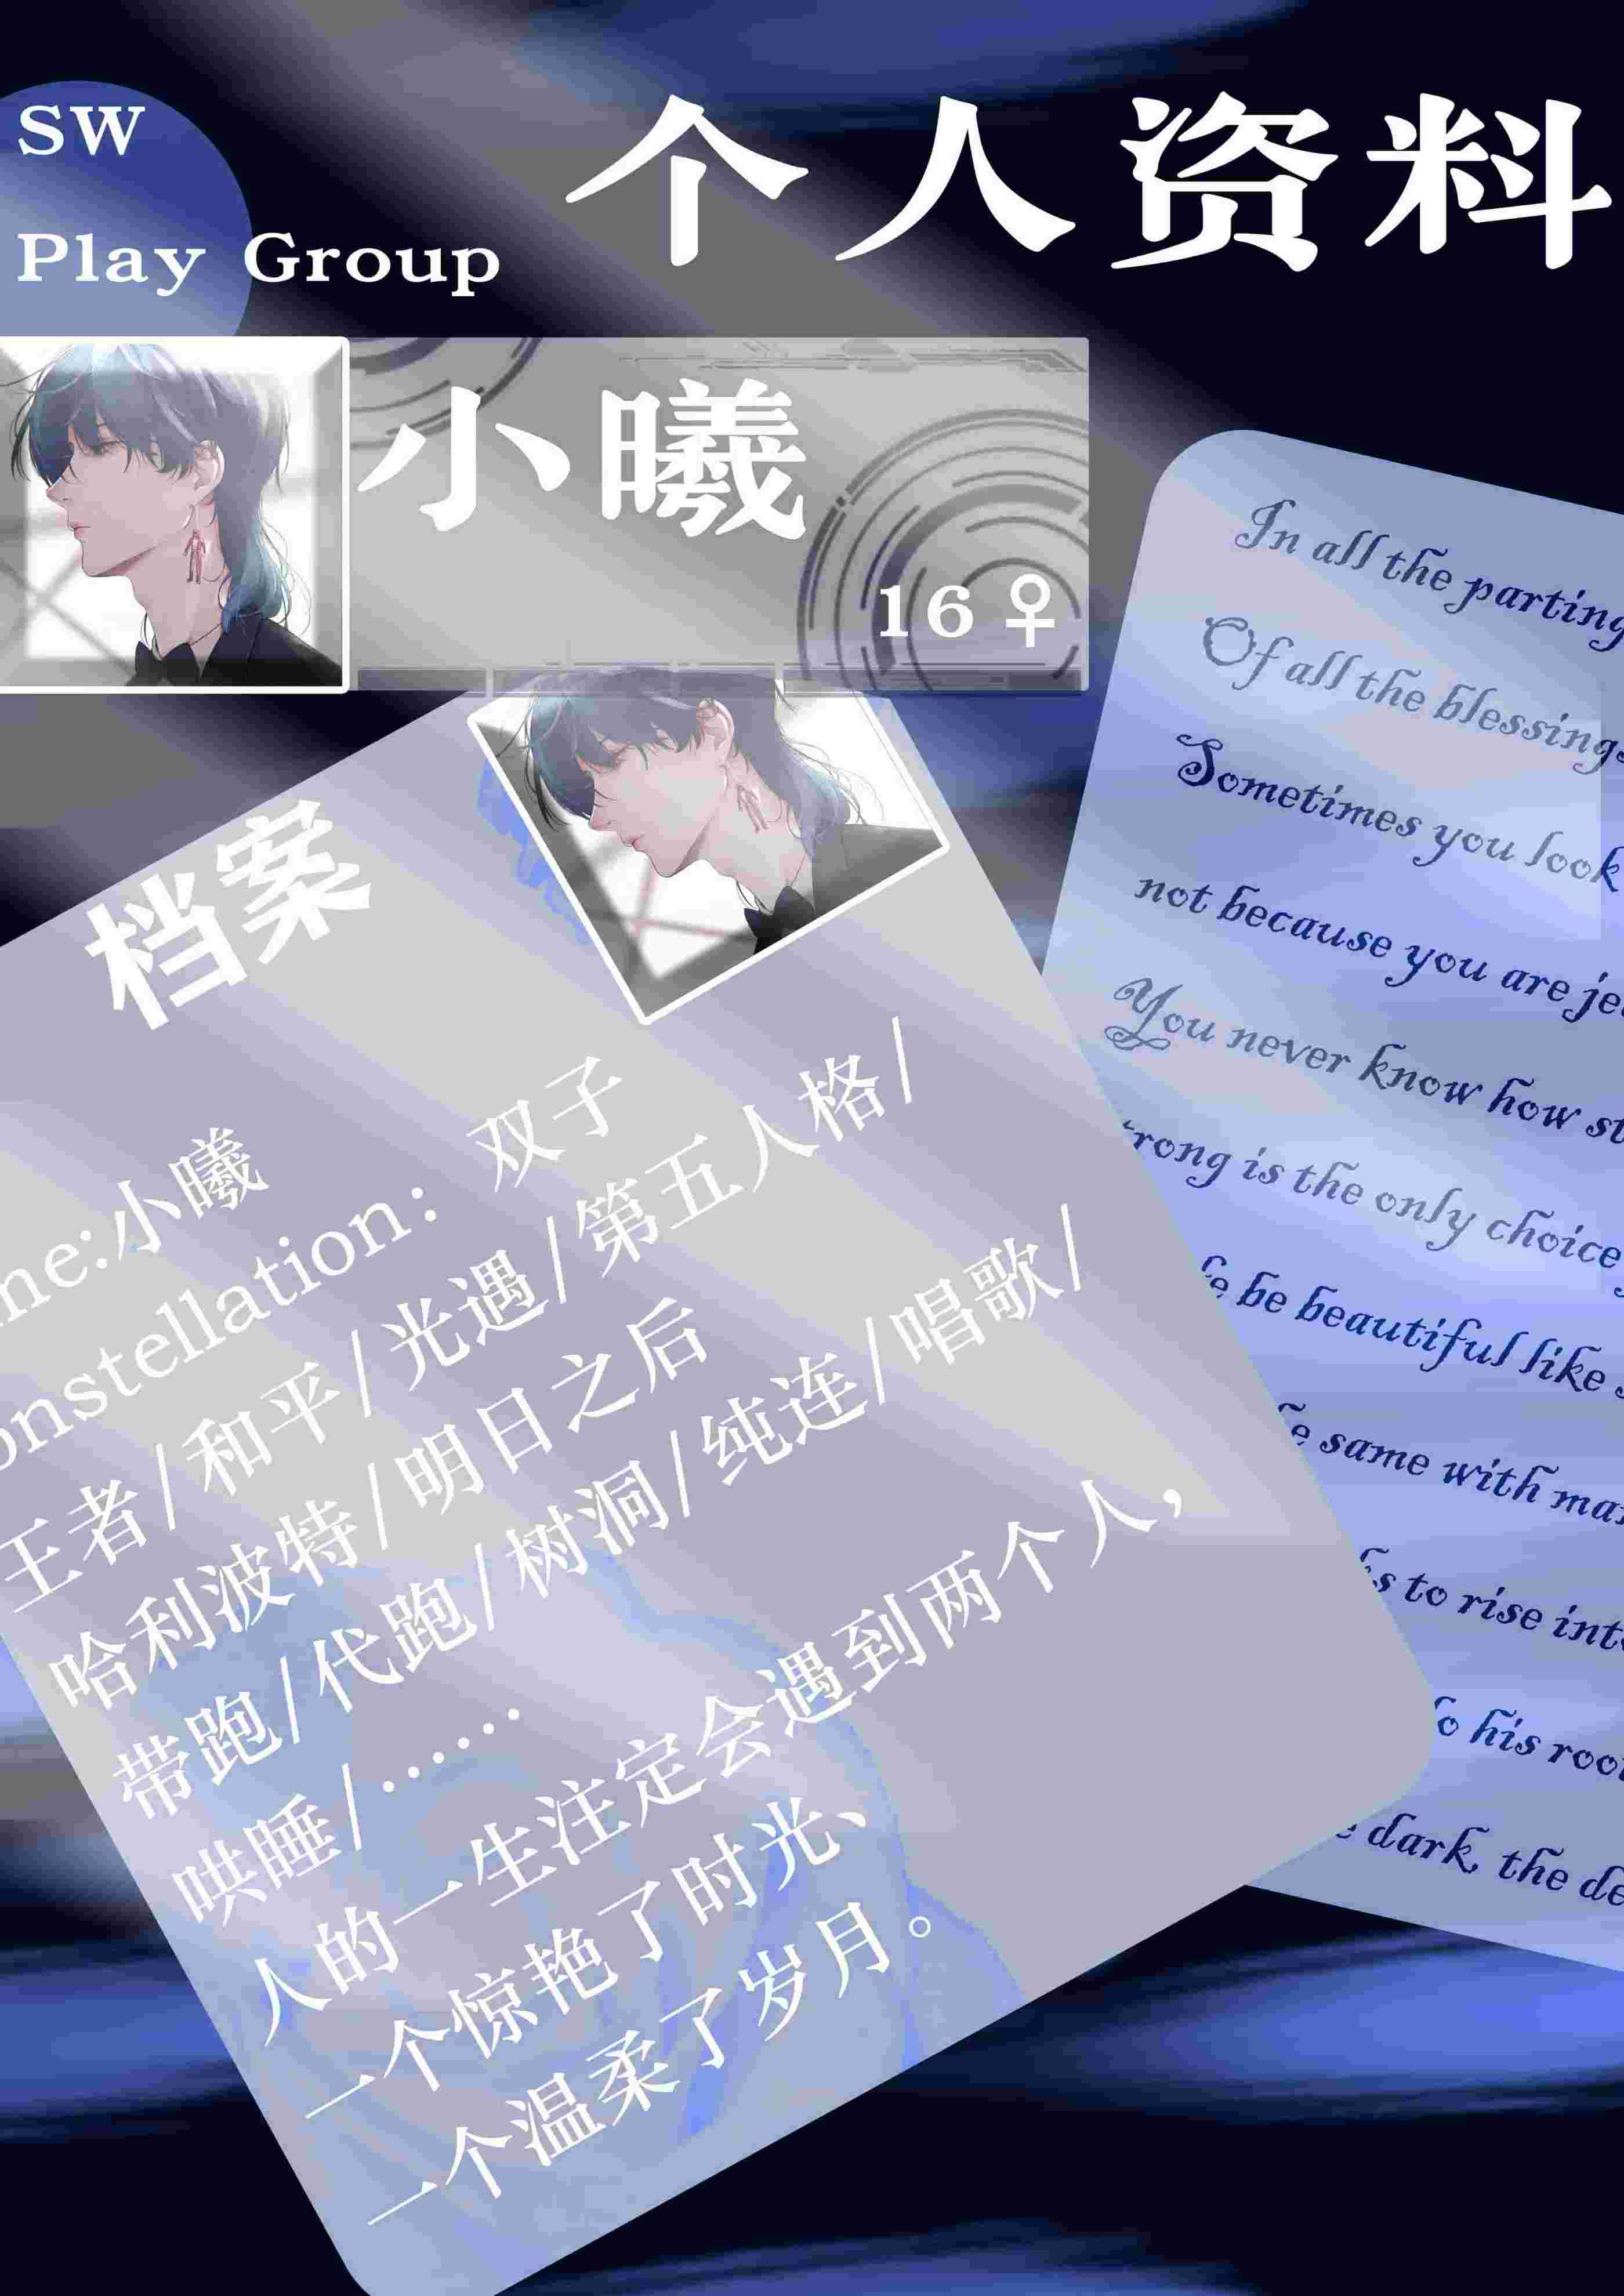 SW
Play Group
个人资料
小曦
16♀
档案
me:小曦
onstellation：双子
王者/和平/光遇/第五人格/
哈利波特/明日之后
带跑/代跑/树洞/纯连/唱歌/
哄睡/……
人的一生注定会遇到两个人，
一个惊艳了时光、
一个温柔了岁月。
In all the parting
Of all the blessings
Sometimes you look
not because you are je
You never know how st
rong is the only choice
be beautiful like
same with ma
to rise int
his roo
dark, the de